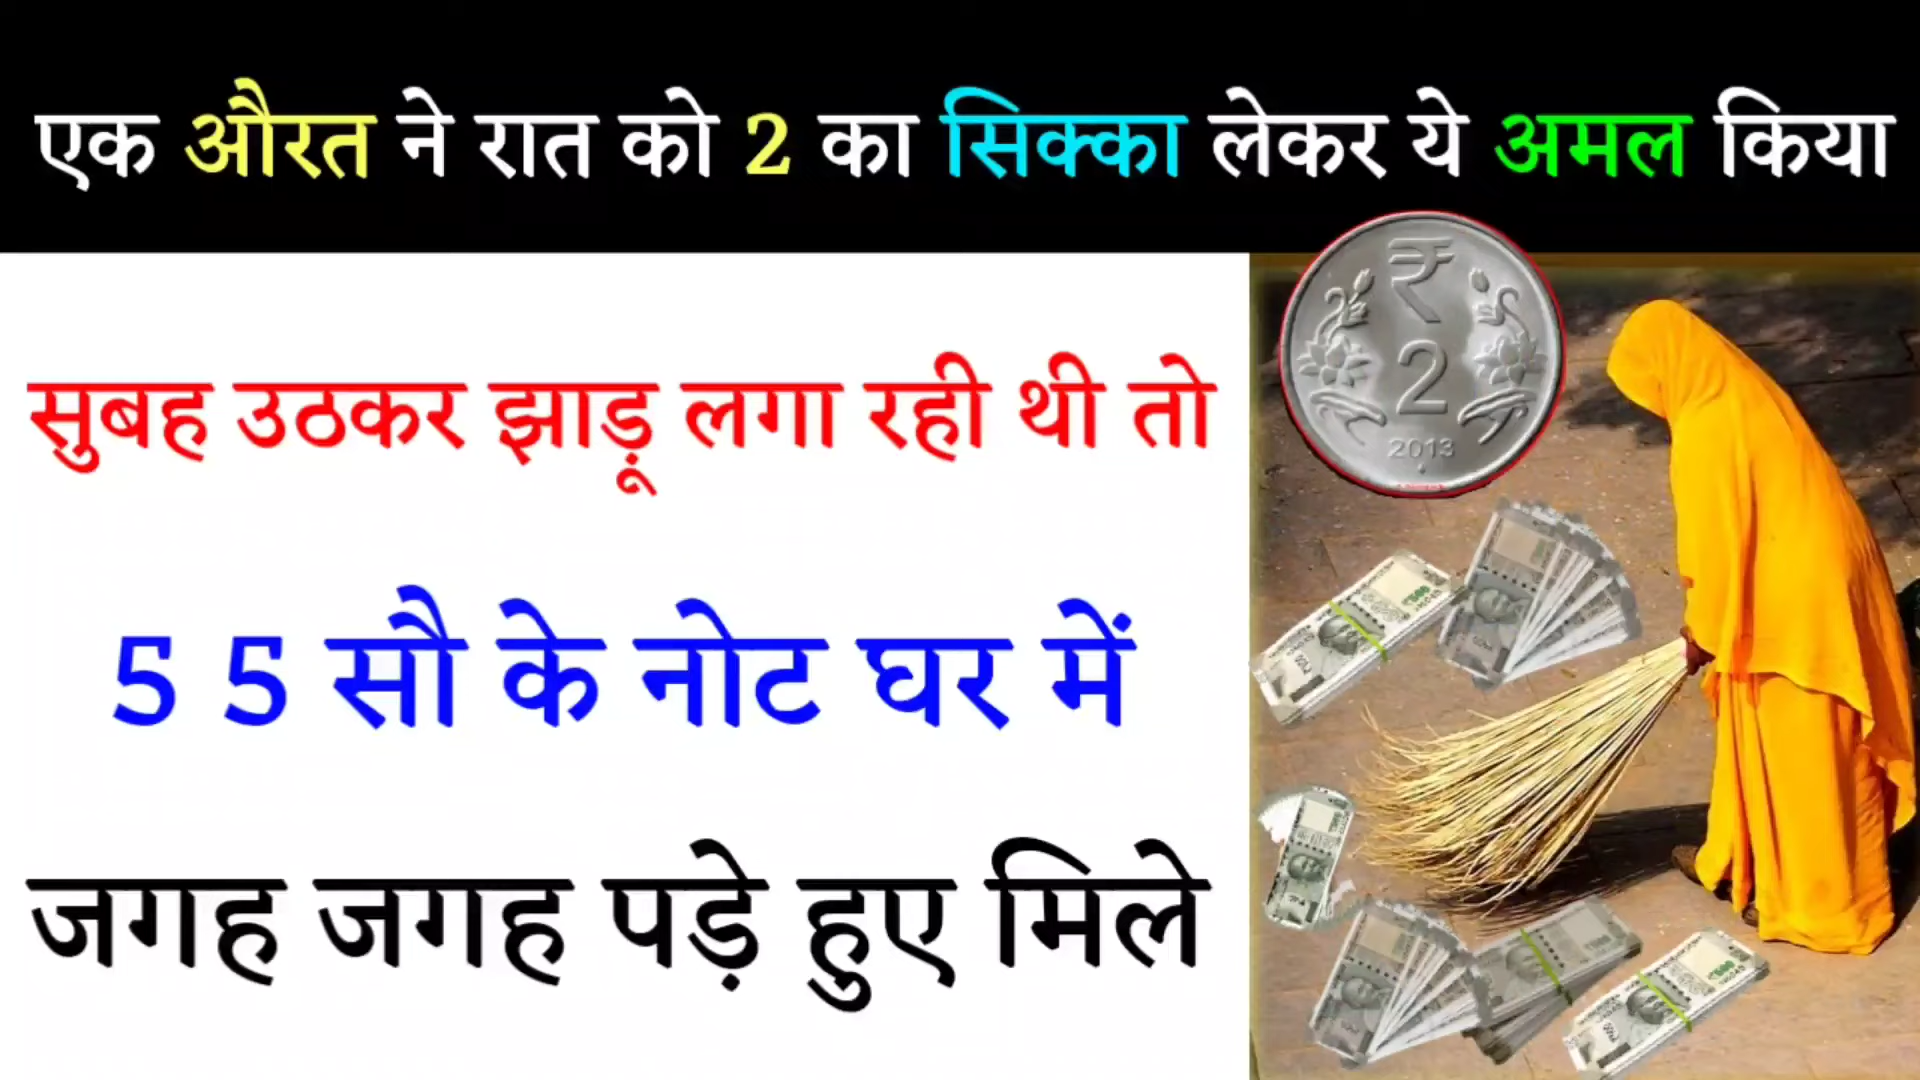 एक औरत ने रात को 2 का सिक्का लेकर ये अमल किया
₹
2
2013
सुबह उठकर झाड़ू लगा रही थी तो
5 5 सौ के नोट घर में
जगह जगह पड़े हुए मिले